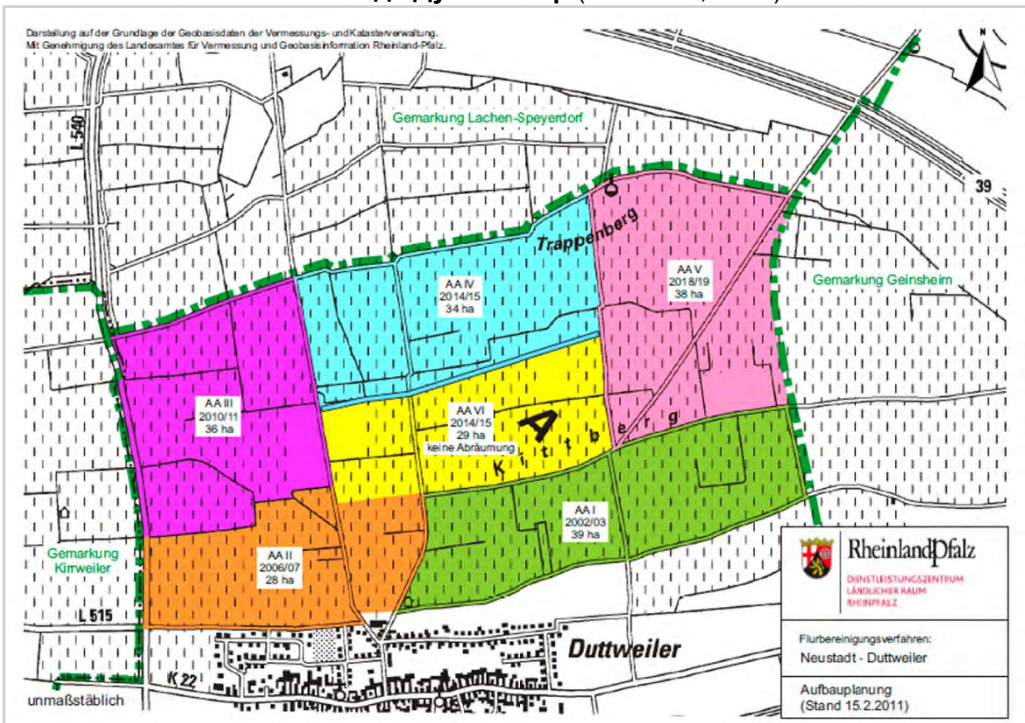 Darstellung auf der Grundlage der Geobasisdaten der Vermessungs- und Katasterverwaltung.
Mit Genehmigung des Landesamtes für Vermessung und Geobasisinformation Rheinland-Pfalz.
N
L 540
Gemarkung Lachen-Speyerdorf
39
Trappenberg
AA V
2018/19
38 ha
Gemarkung Geinsheim
AA IV
2014/15
34 ha
AA III
2010/11
36 ha
AA VI
2014/15
29 ha
keine Abräumung
A
Kittberg
AA I
2002/03
39 ha
AA II
2006/07
28 ha
Gemarkung
Kirrweiler
L 515
Duttweiler
K 22
unmaßstäblich
RheinlandPfalz
DIENSTLEISTUNGSZENTRUM
LÄNDLICHER RAUM
RHEINPFALZ
Flurbereinigungsverfahren:
Neustadt - Duttweiler
Aufbauplanung
(Stand 15.2.2011)